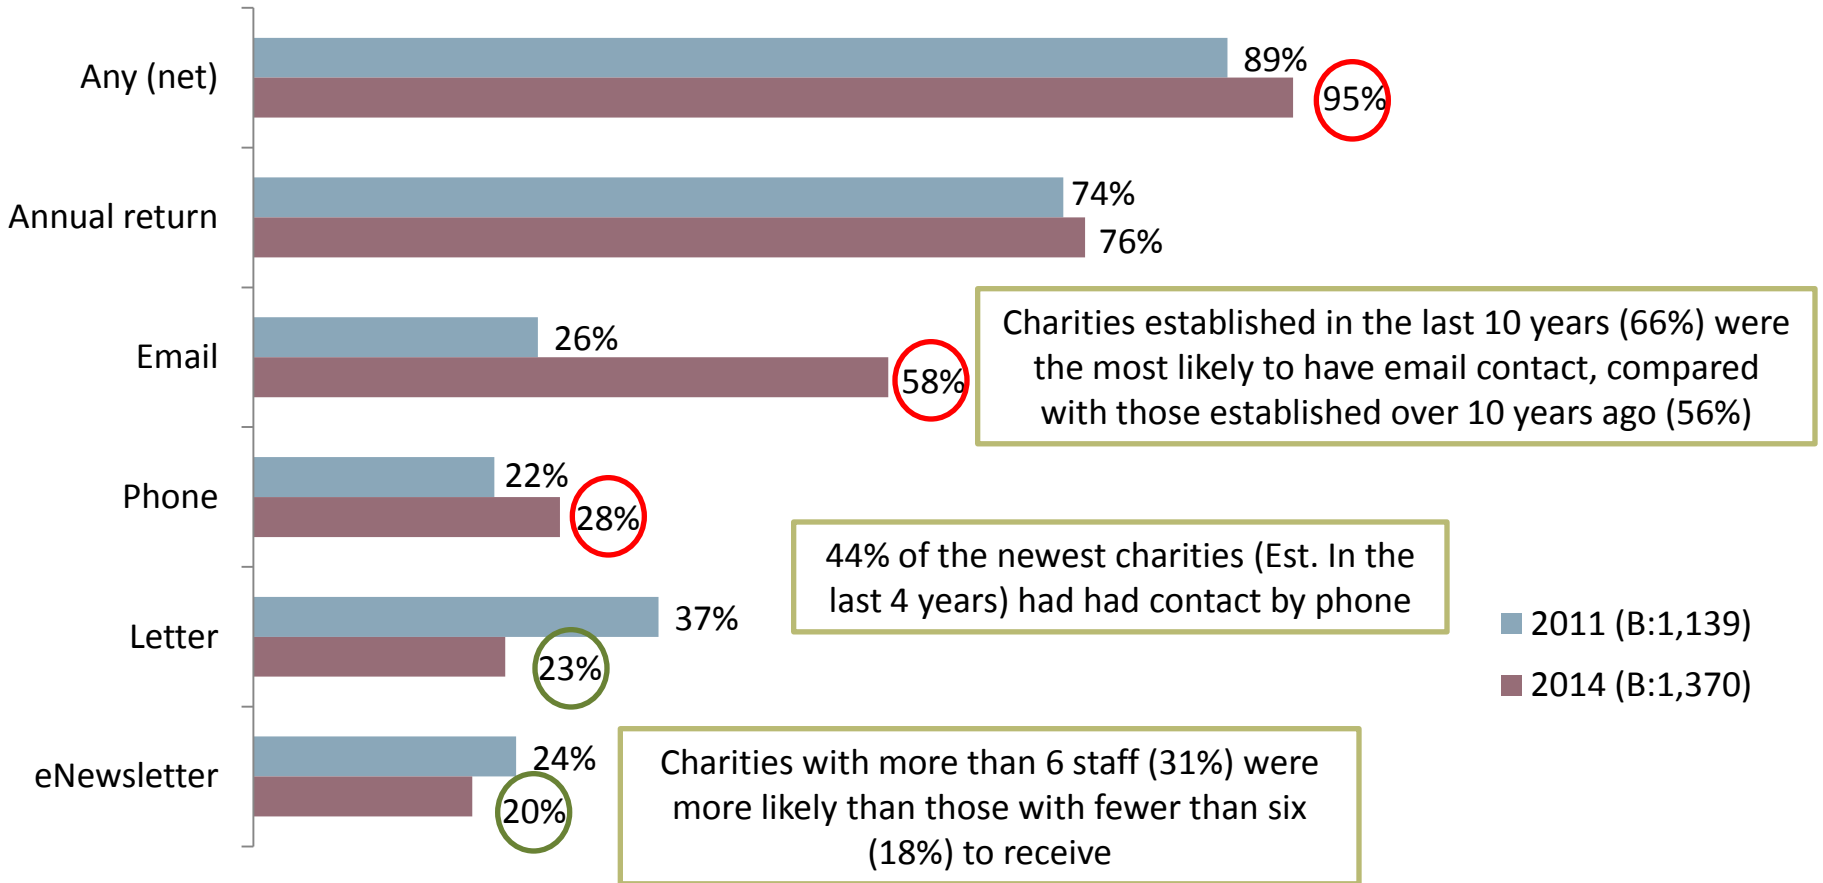 Any (net)
89%
95%
Annual return
74%
76%
Email
26%
58%
Charities established in the last 10 years (66%) were
the most likely to have email contact, compared
with those established over 10 years ago (56%)
Phone
22%
28%
44% of the newest charities (Est. In the
last 4 years) had had contact by phone
Letter
37%
23%
2011 (B:1,139)
2014 (B:1,370)
eNewsletter
24%
20%
Charities with more than 6 staff (31%) were
more likely than those with fewer than six
(18%) to receive